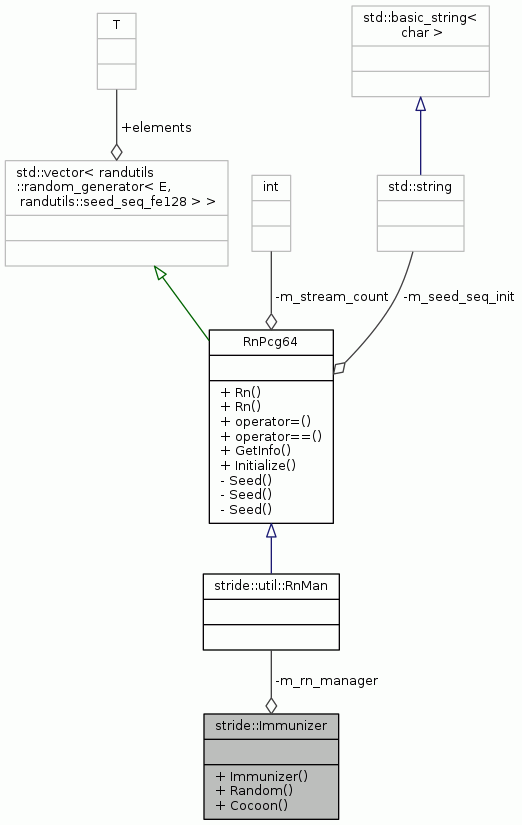 T
std::basic_string<
char >
+elements
std::vector< randutils
::random_generator< E,
randutils::seed_seq_fe128 > >
int
std::string
-m_stream_count
-m_seed_seq_init
RnPcg64
+ Rn()
+ Rn()
+ operator=()
+ operator==()
+ GetInfo()
+ Initialize()
- Seed()
- Seed()
- Seed()
stride::util::RnMan
-m_rn_manager
stride::Immunizer
+ Immunizer()
+ Random()
+ Cocoon()